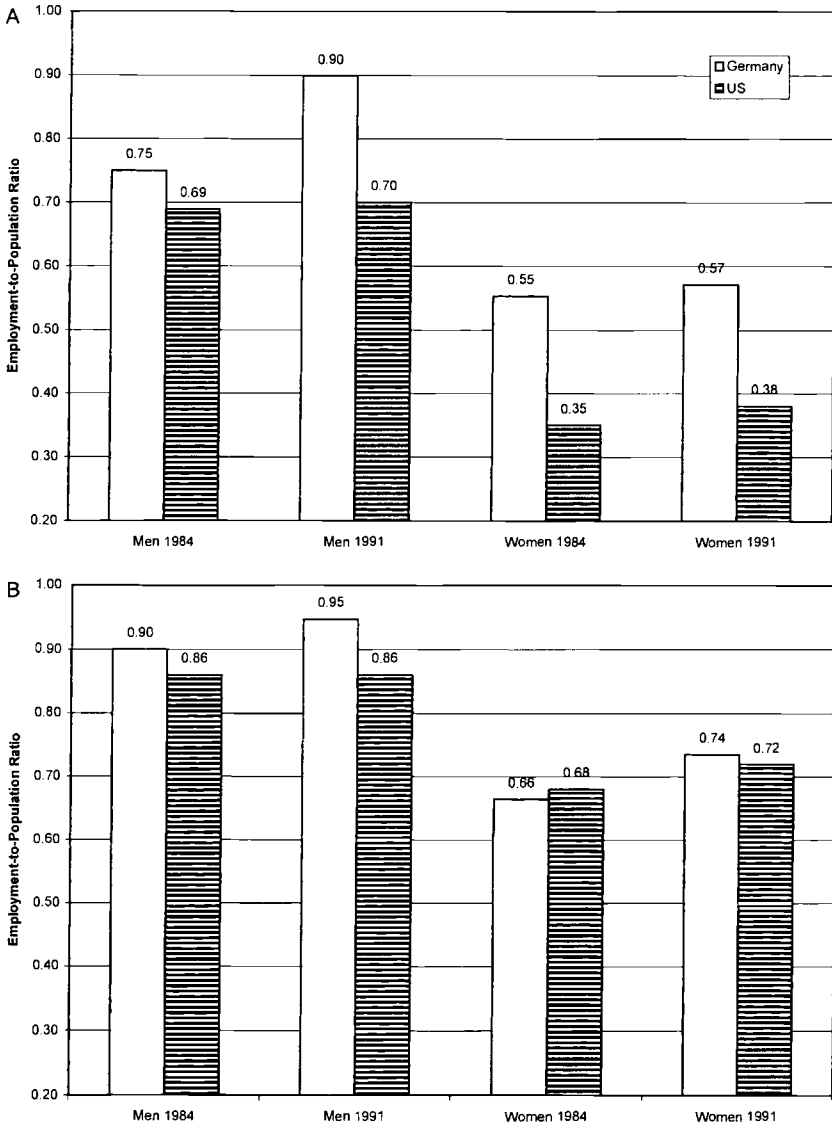 A
1.00
0.90
0.80
0.70
0.60
0.50
0.40
0.30
0.20
Employment-to-Population Ratio
0.75
0.69
0.90
0.70
0.55
0.35
0.57
0.38
Germany
US
Men 1984
Men 1991
Women 1984
Women 1991
B
1.00
0.90
0.80
0.70
0.60
0.50
0.40
0.30
0.20
Employment-to-Population Ratio
0.90
0.86
0.95
0.86
0.66
0.68
0.74
0.72
Men 1984
Men 1991
Women 1984
Women 1991